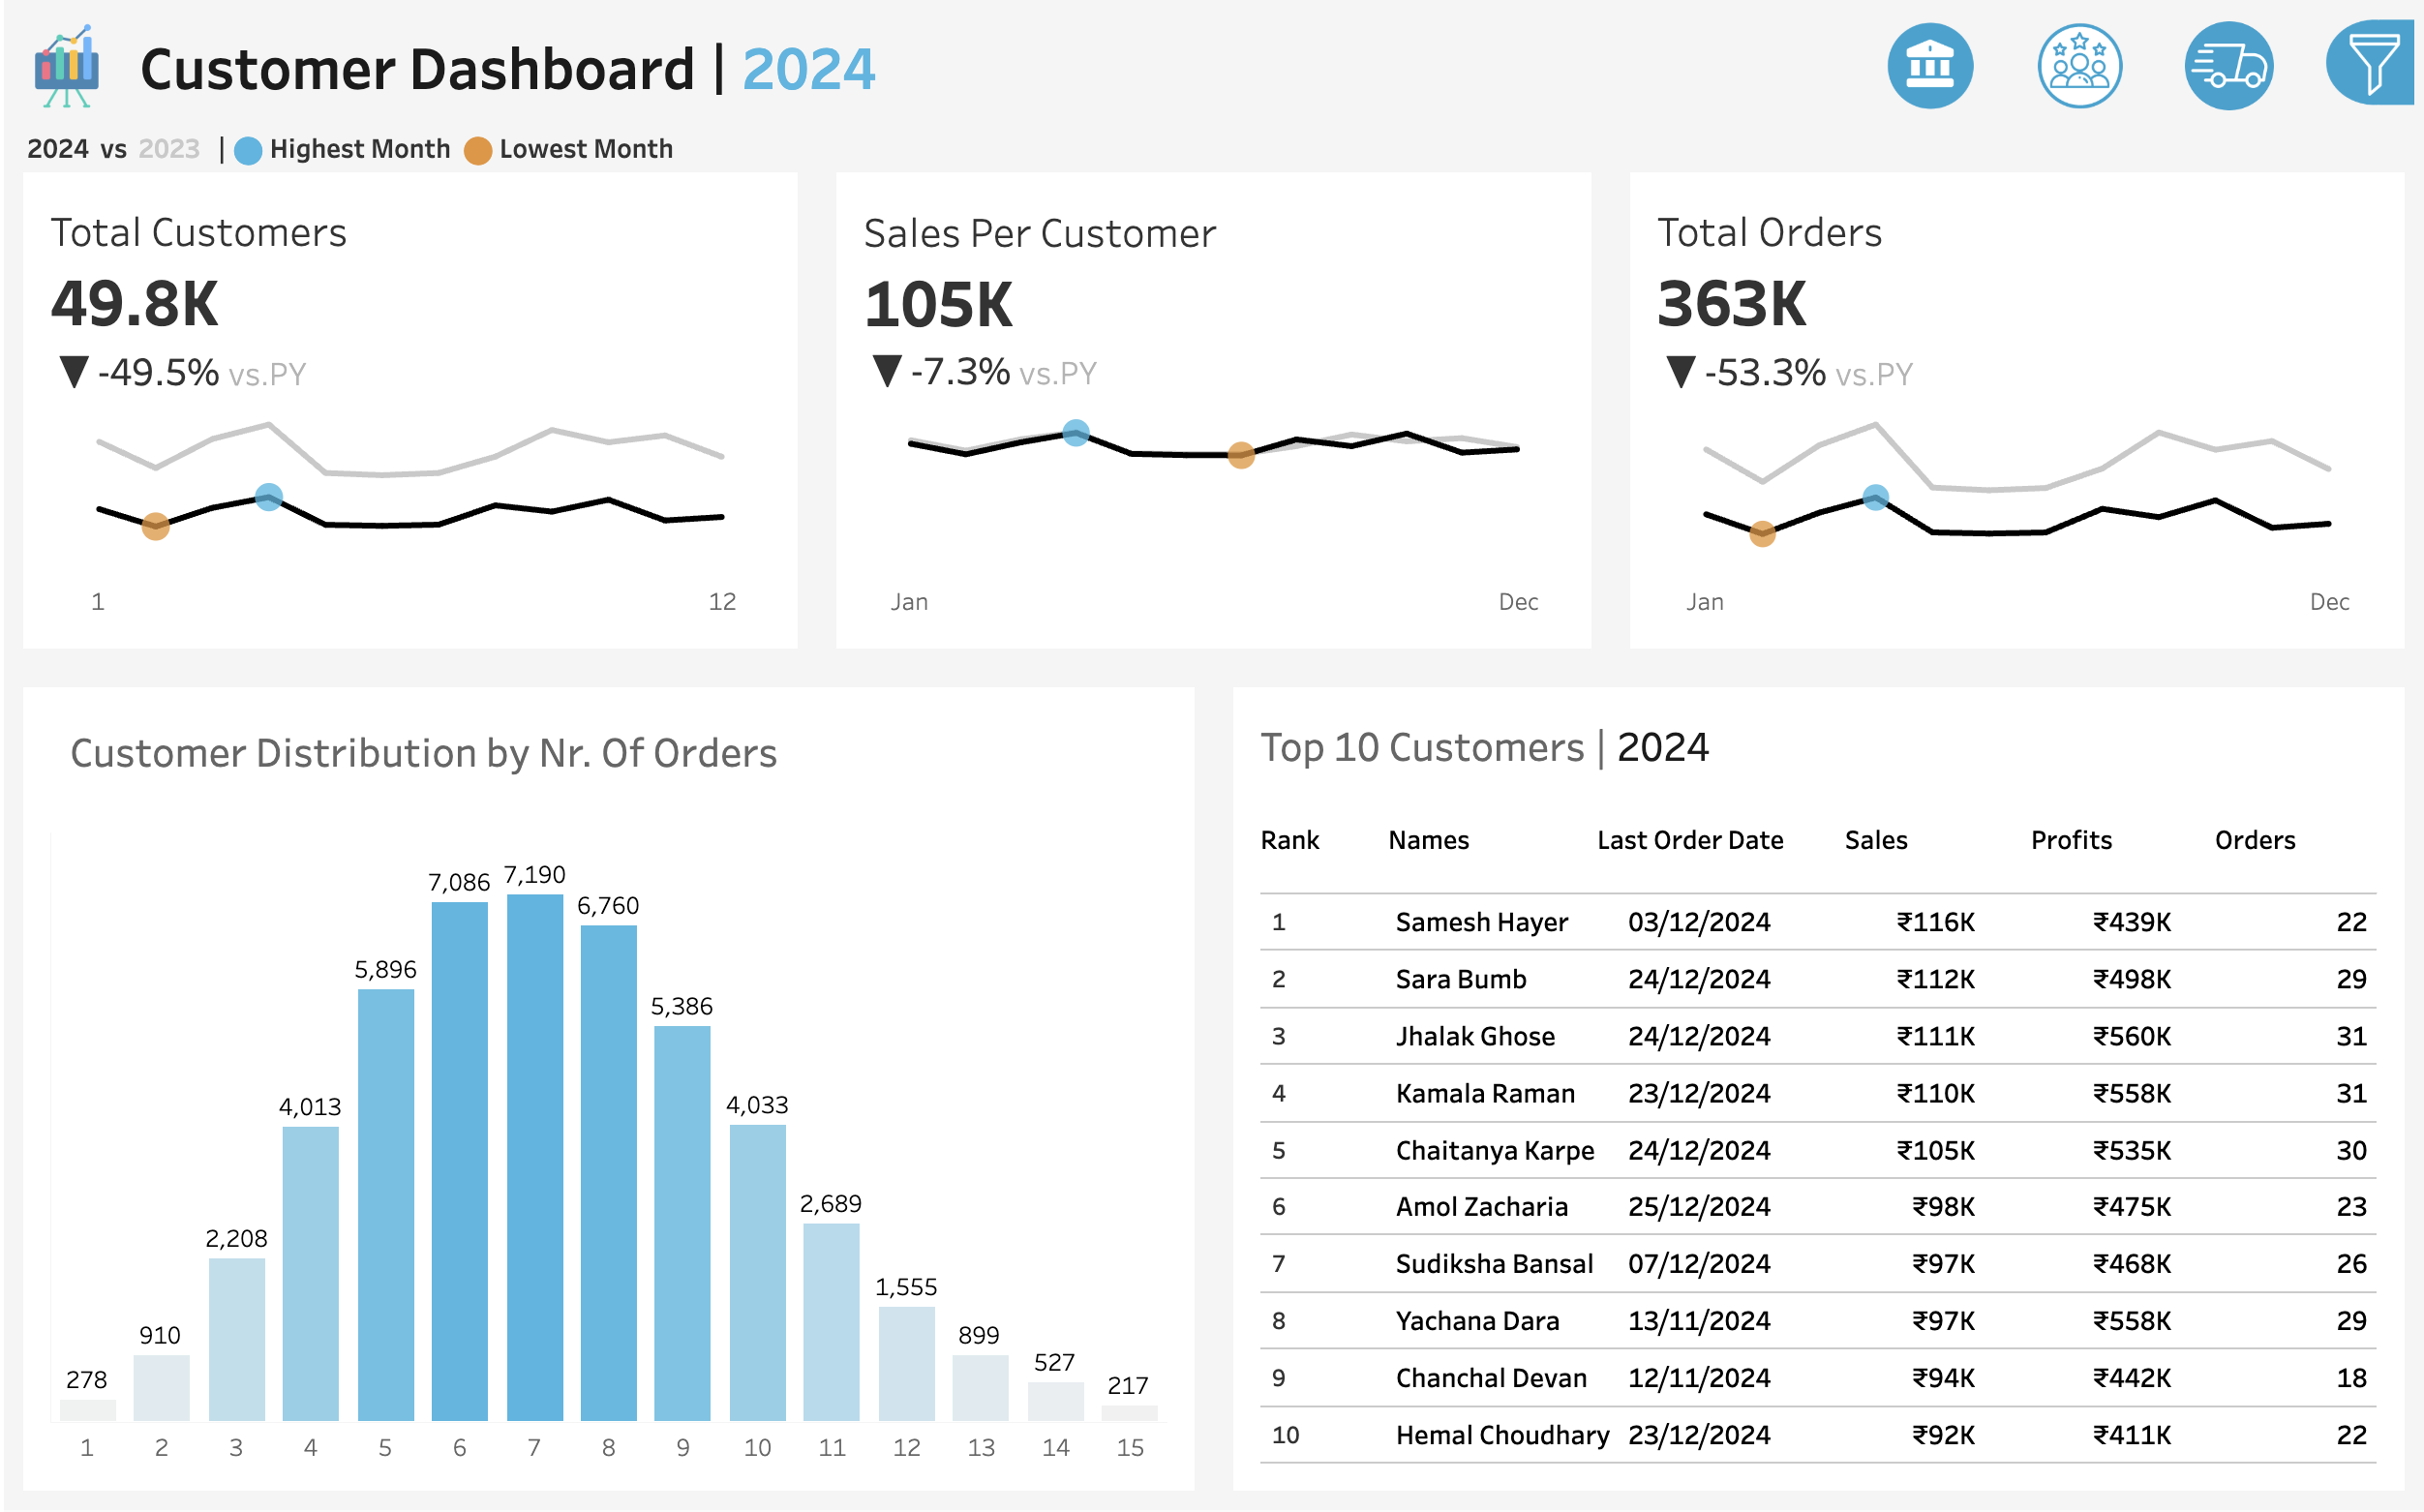 Customer Dashboard | 2024
2024 vs 2023 | Highest Month Lowest Month
Total Customers
49.8K
▼ -49.5% vs.PY
1 12
Sales Per Customer
105K
▼ -7.3% vs.PY
Jan Dec
Total Orders
363K
▼ -53.3% vs.PY
Jan Dec
Customer Distribution by Nr. Of Orders
278 910 2,208 4,013 5,896 7,086 7,190 6,760 5,386 4,033 2,689 1,555 899 527 217
1 2 3 4 5 6 7 8 9 10 11 12 13 14 15
Top 10 Customers | 2024
Rank Names Last Order Date Sales Profits Orders
1 Samesh Hayer 03/12/2024 ₹116K ₹439K 22
2 Sara Bumb 24/12/2024 ₹112K ₹498K 29
3 Jhalak Ghose 24/12/2024 ₹111K ₹560K 31
4 Kamala Raman 23/12/2024 ₹110K ₹558K 31
5 Chaitanya Karpe 24/12/2024 ₹105K ₹535K 30
6 Amol Zacharia 25/12/2024 ₹98K ₹475K 23
7 Sudiksha Bansal 07/12/2024 ₹97K ₹468K 26
8 Yachana Dara 13/11/2024 ₹97K ₹558K 29
9 Chanchal Devan 12/11/2024 ₹94K ₹442K 18
10 Hemal Choudhary 23/12/2024 ₹92K ₹411K 22